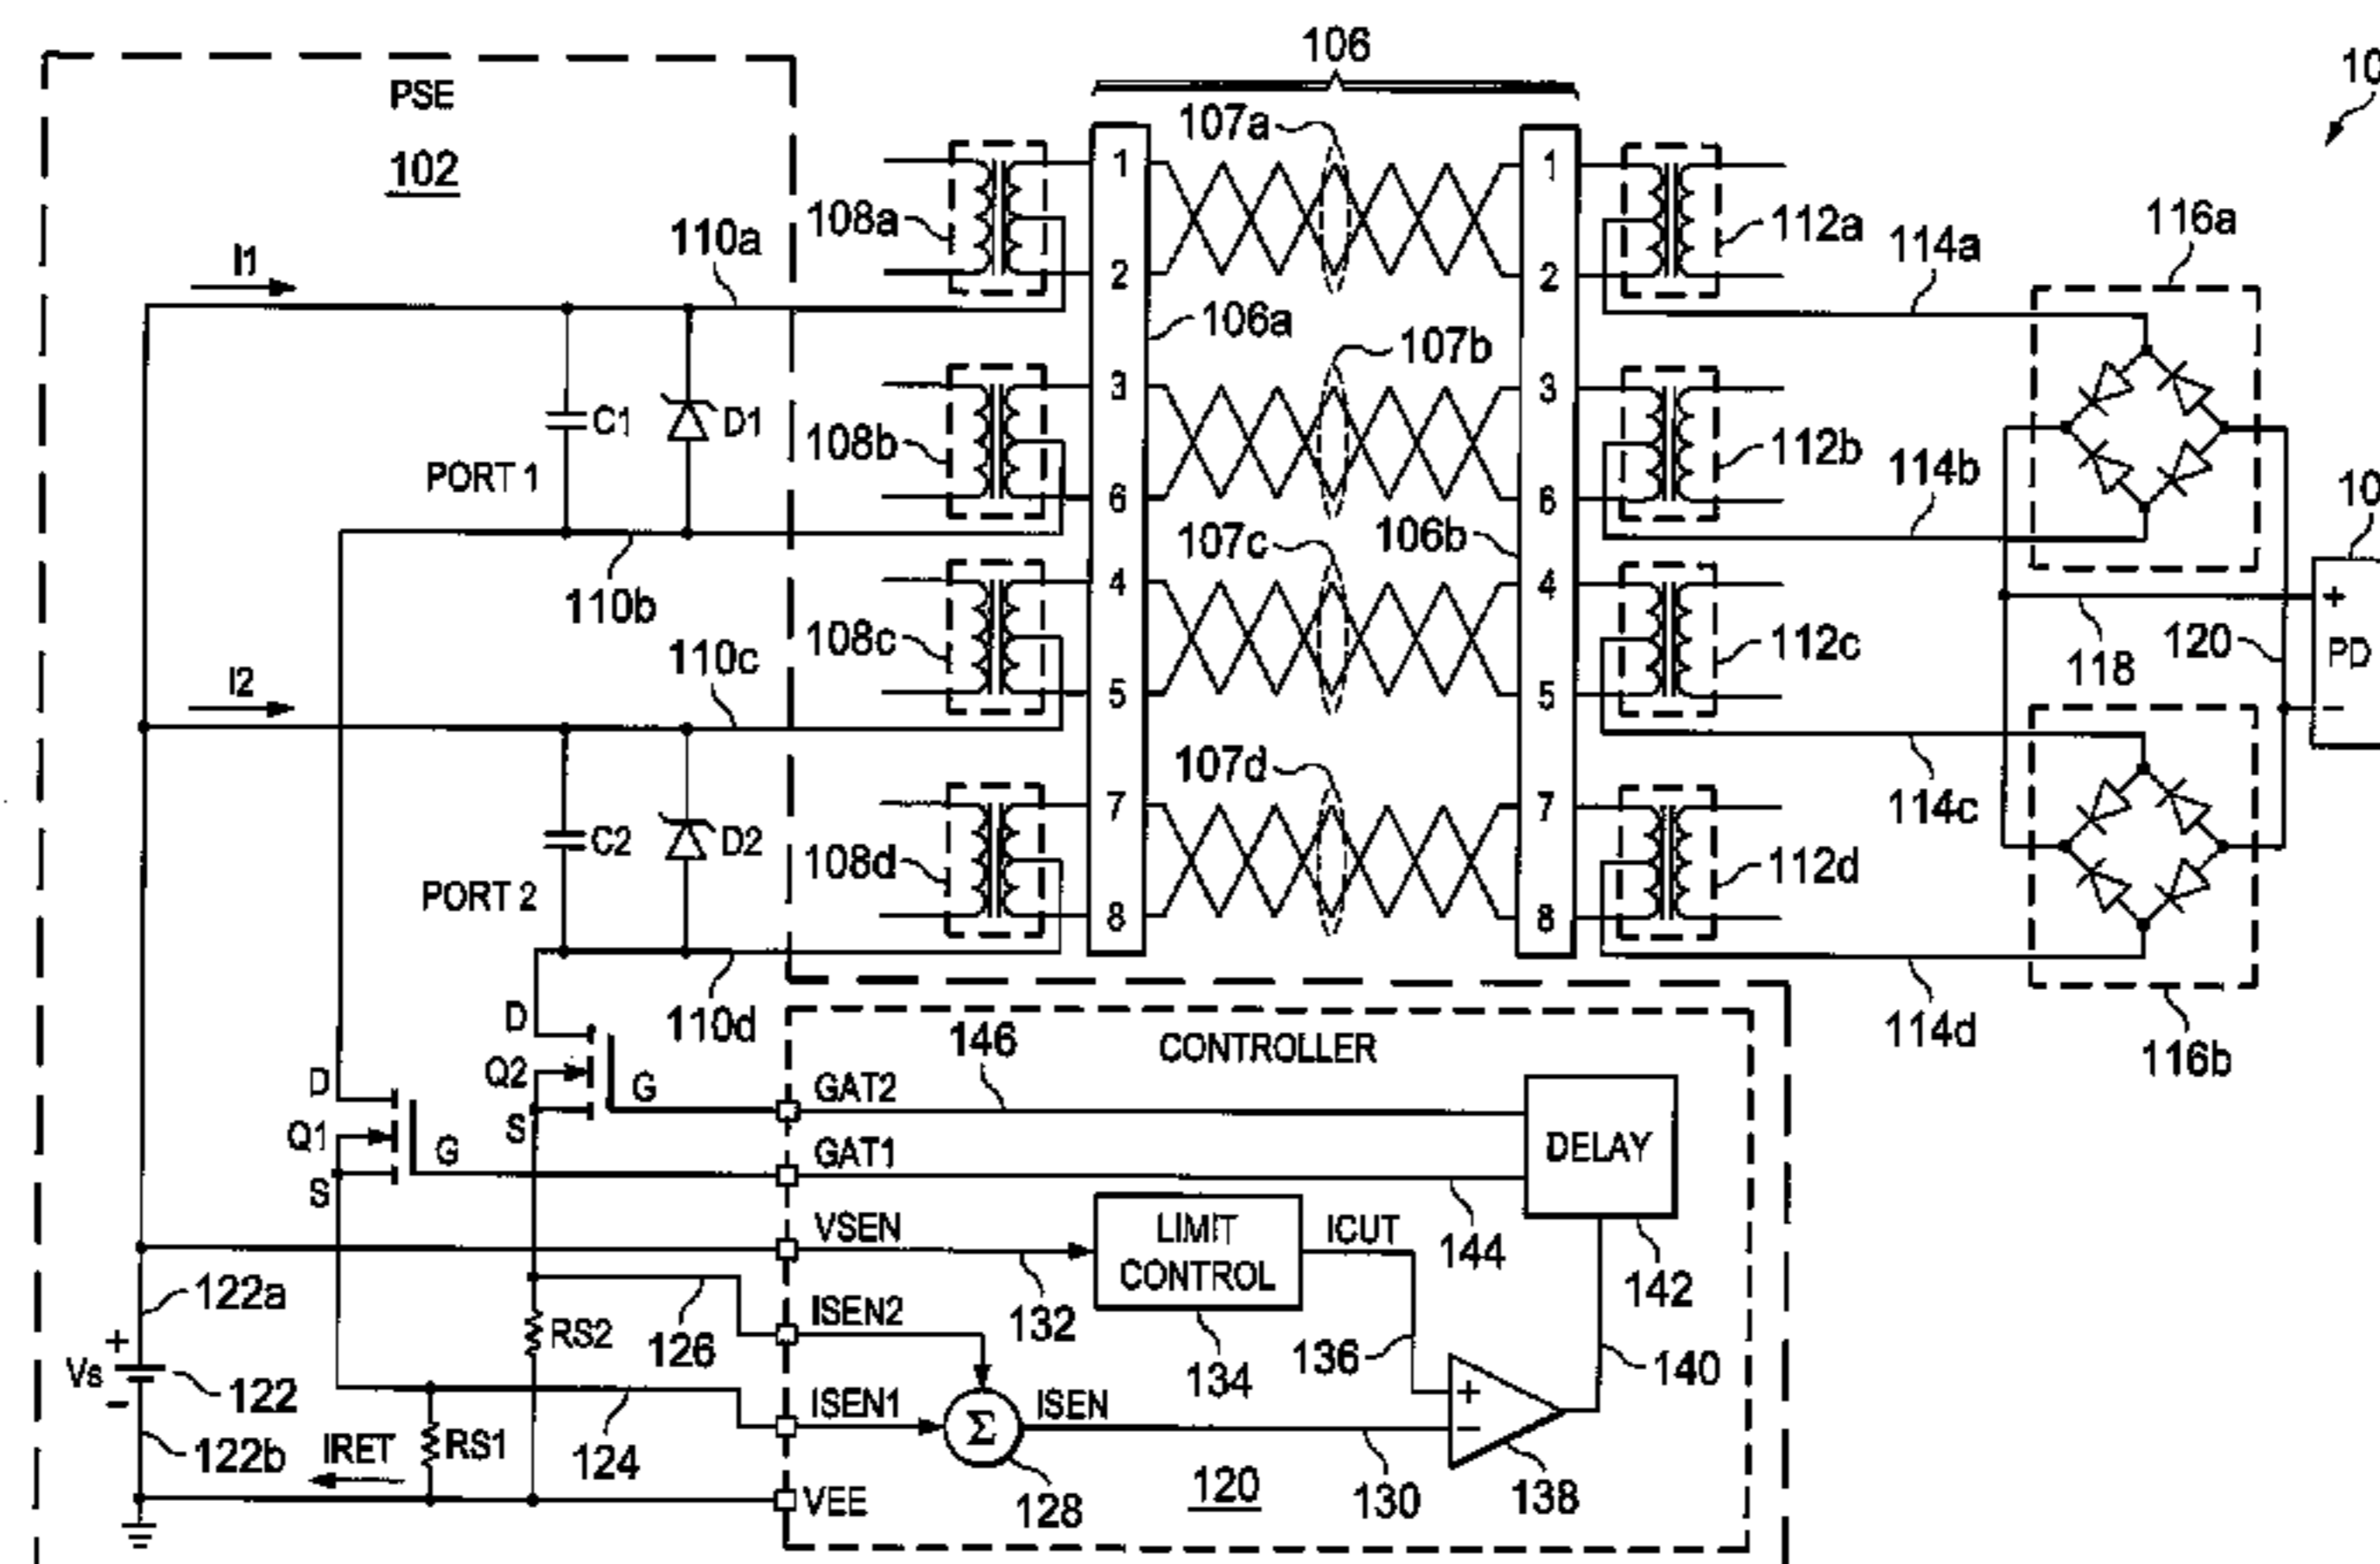 106
10
PSE
102
107a
1
1
108a
112a
116a
110a
114a
I1
2
2
106a
107b
3
3
C1
D1
108b
112b
PORT 1
114b
6
6
10
107c
106b
110b
4
4
+
108c
112c
118
120
PD
110c
I2
5
5
−
107d
114c
7
7
C2
D2
108d
112d
PORT 2
8
8
D
110d
146
CONTROLLER
114d
116b
Q2
G
GAT2
D
S
DELAY
Q1
G
GAT1
S
VSEN
LIMIT
CONTROL
ICUT
144
142
122a
132
ISEN2
+
RS2
126
134
136
140
Vs
122
−
ISEN1
Σ
ISEN
+
−
122b
IRET
RS1
124
128
120
130
138
VEE